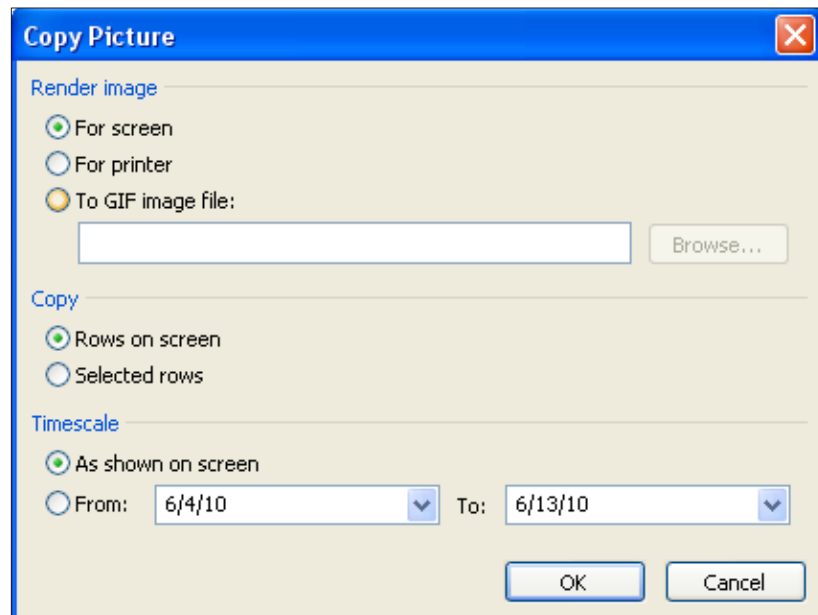 Copy Picture
Render image
For screen
For printer
To GIF image file:
Browse...
Copy
Rows on screen
Selected rows
Timescale
As shown on screen
From: 6/4/10 To: 6/13/10
OK Cancel